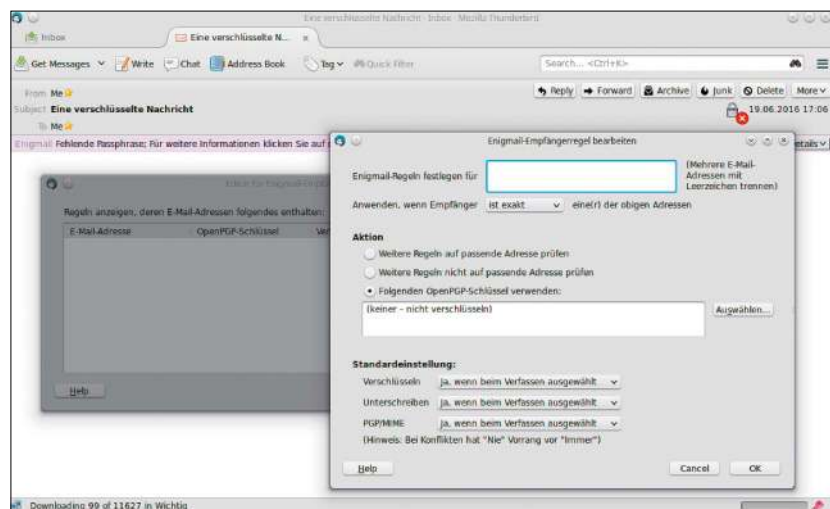 Eine verschlüsselte Nachricht - Inbox - Mozilla Thunderbird
Inbox
Eine verschlüsselte N...
Get Messages
Write
Chat
Address Book
Tag
Quick Filter
Search... <Ctrl+K>
From Me
Reply
Forward
Archive
Junk
Delete
More
Subject Eine verschlüsselte Nachricht
19.06.2016 17:06
To Me
Enigmail Fehlende Passphrase; Für weitere Informationen klicken Sie auf
etails
Regeln anzeigen, deren E-Mail-Adressen folgendes enthalten:
E-Mail-Adresse
OpenPGP-Schlüssel
Ver
Help
Enigmail-Empfängerregel bearbeiten
Enigmail-Regeln festlegen für
(Mehrere E-Mail-
Adressen mit
Leerzeichen trennen)
Anwenden, wenn Empfänger
ist exakt
eine(r) der obigen Adressen
Aktion
Weitere Regeln auf passende Adresse prüfen
Weitere Regeln nicht auf passende Adresse prüfen
Folgenden OpenPGP-Schlüssel verwenden:
(keiner - nicht verschlüsseln)
Auswählen...
Standardeinstellung:
Verschlüsseln
Ja, wenn beim Verfassen ausgewählt
Unterschreiben
Ja, wenn beim Verfassen ausgewählt
PGP/MIME
Ja, wenn beim Verfassen ausgewählt
(Hinweis: Bei Konflikten hat "Nie" Vorrang vor "Immer")
Help
Cancel
OK
Downloading 99 of 11627 in Wichtig